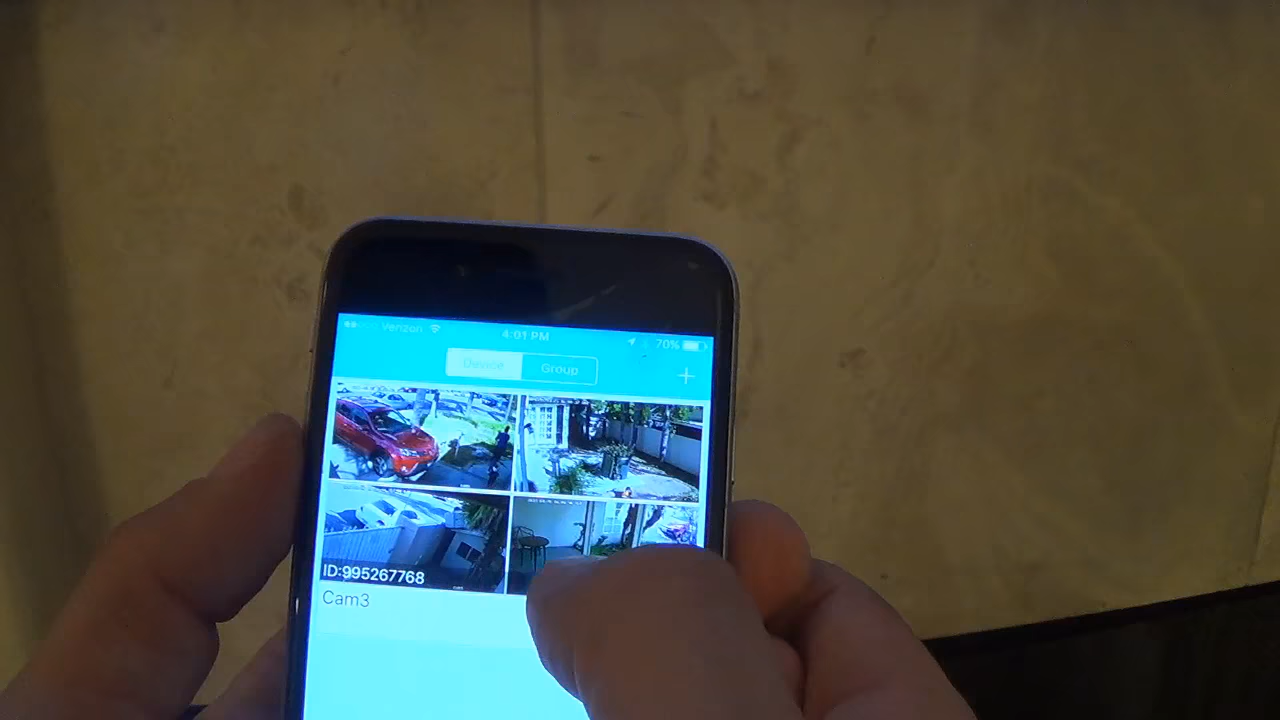 Verizon
4:01 PM
70%
Device
Group
+
ID:995267768
Cam3